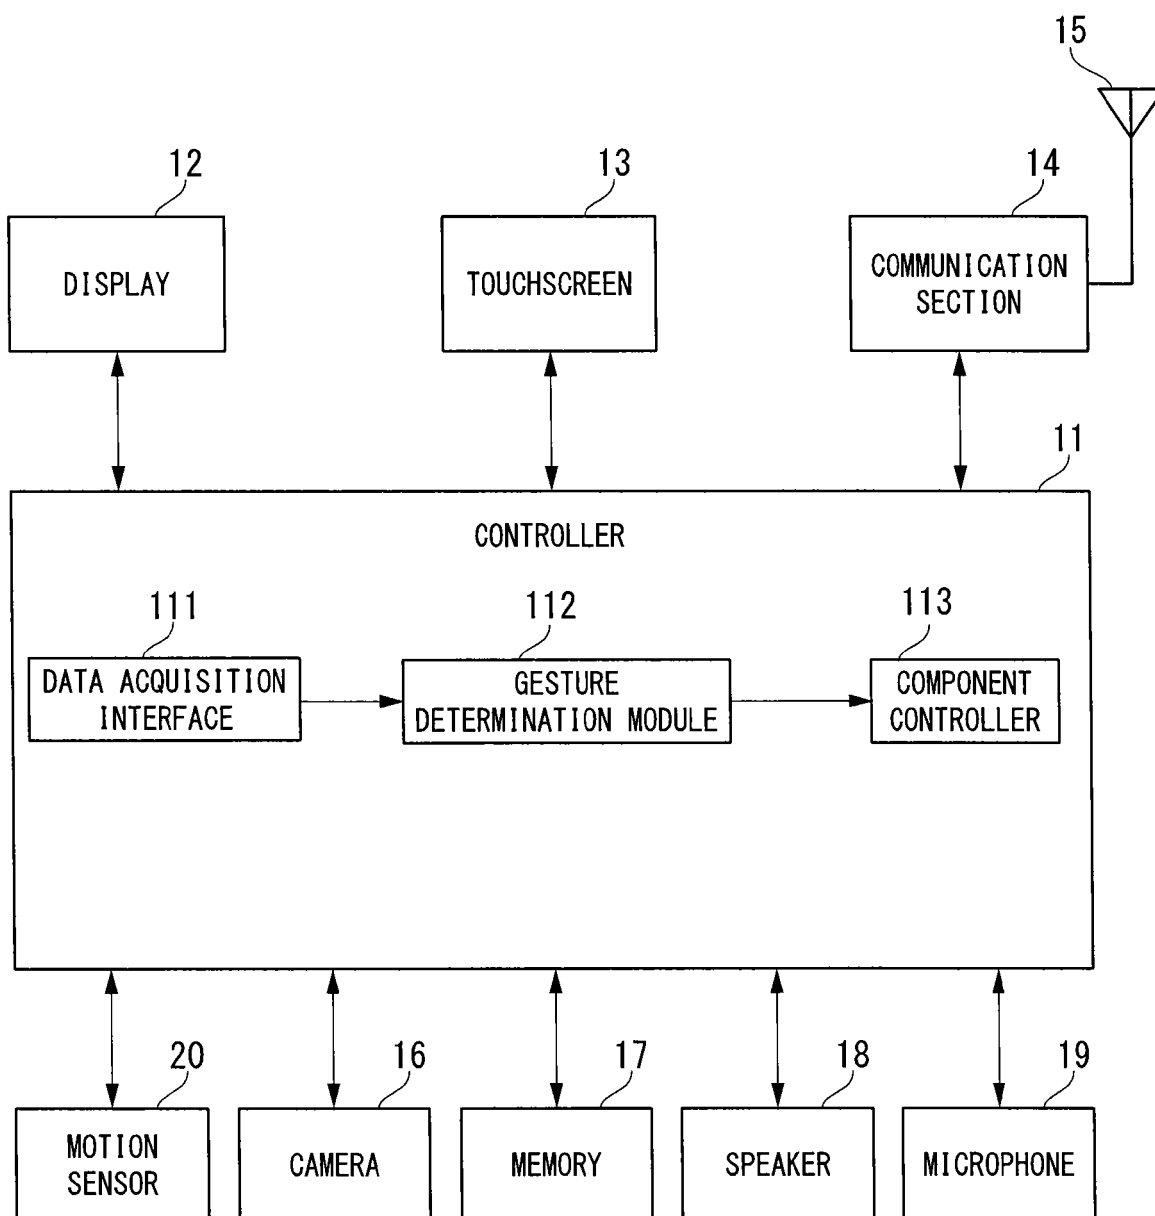 15
12
13
14
DISPLAY
TOUCHSCREEN
COMMUNICATION
SECTION
11
CONTROLLER
111
112
113
DATA ACQUISITION
INTERFACE
GESTURE
DETERMINATION MODULE
COMPONENT
CONTROLLER
20
16
17
18
19
MOTION
SENSOR
CAMERA
MEMORY
SPEAKER
MICROPHONE